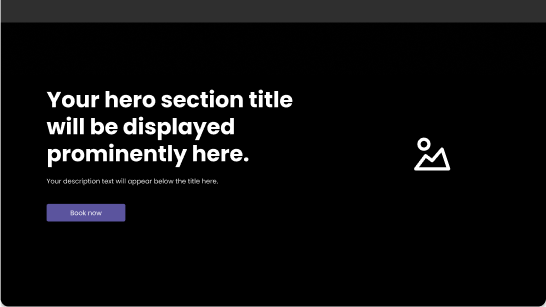 Your hero section title
will be displayed
prominently here.
Your description text will appear below the title here.
Book now